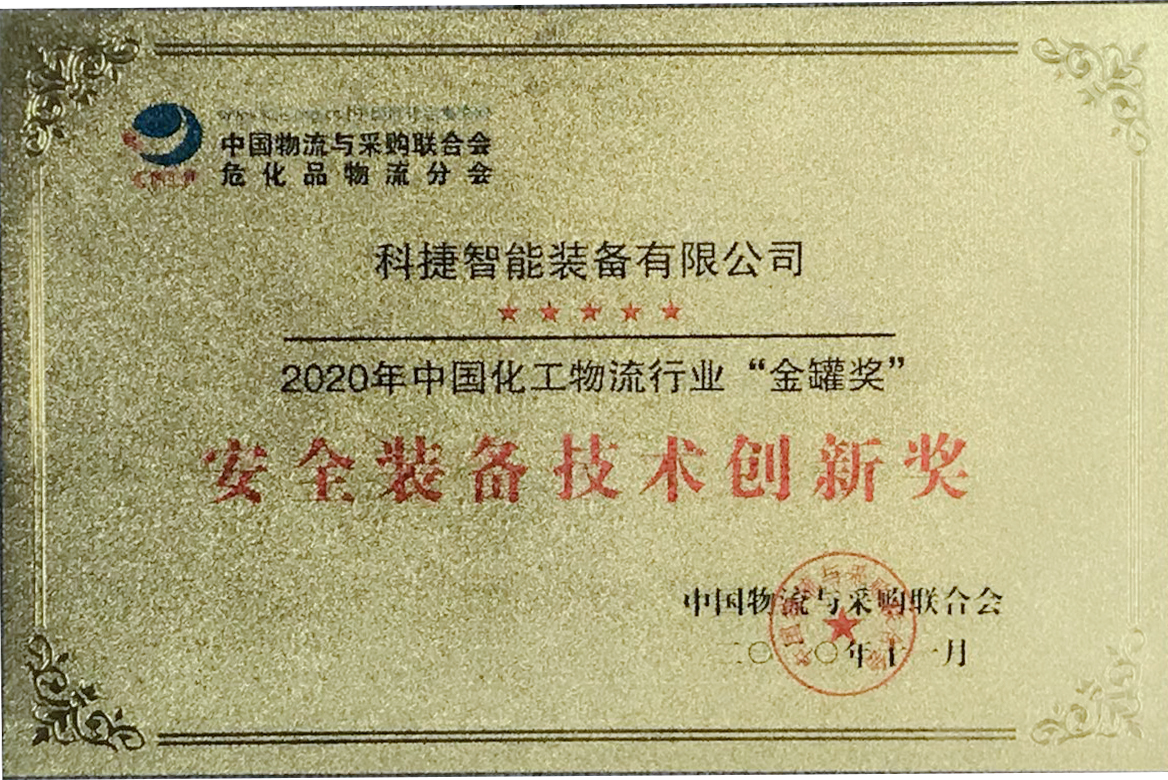 中国物流与采购联合会
危化品物流分会
科捷智能装备有限公司
2020年中国化工物流行业“金罐奖”
安全装备技术创新奖
中国物流与采购联合会
二〇二〇年十一月